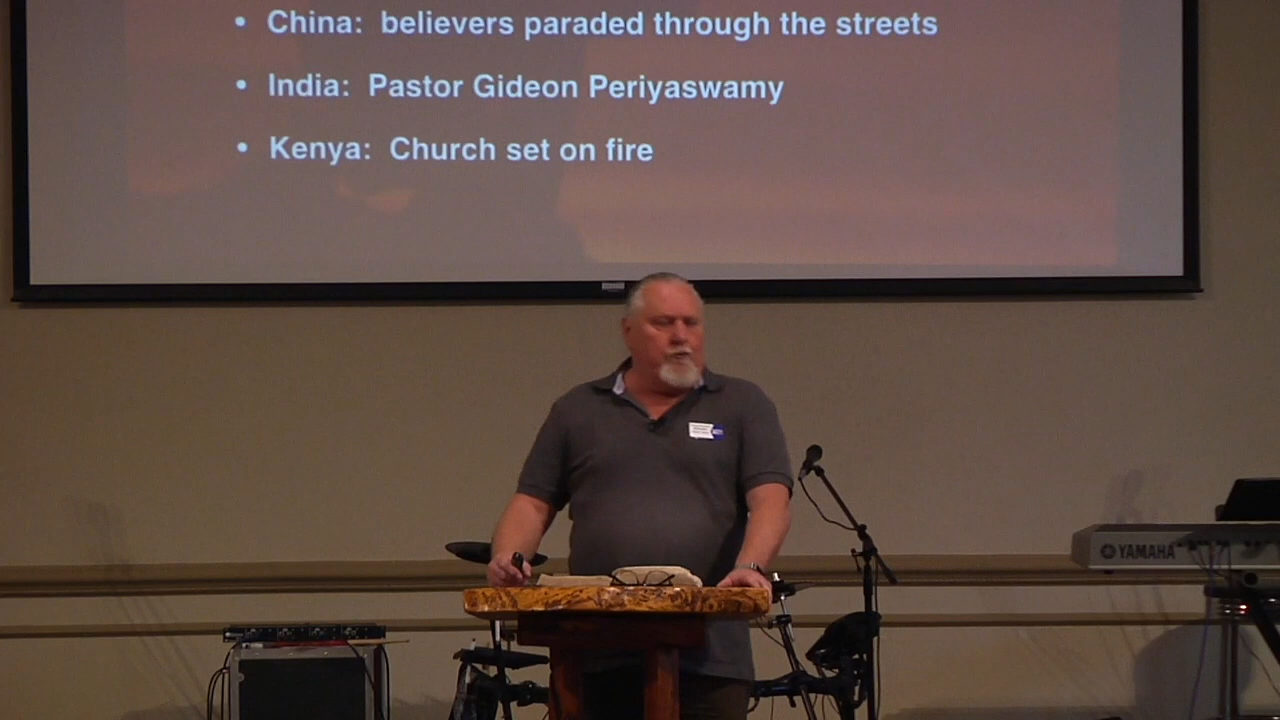 • China: believers paraded through the streets
• India: Pastor Gideon Periyaswamy
• Kenya: Church set on fire
YAMAHA